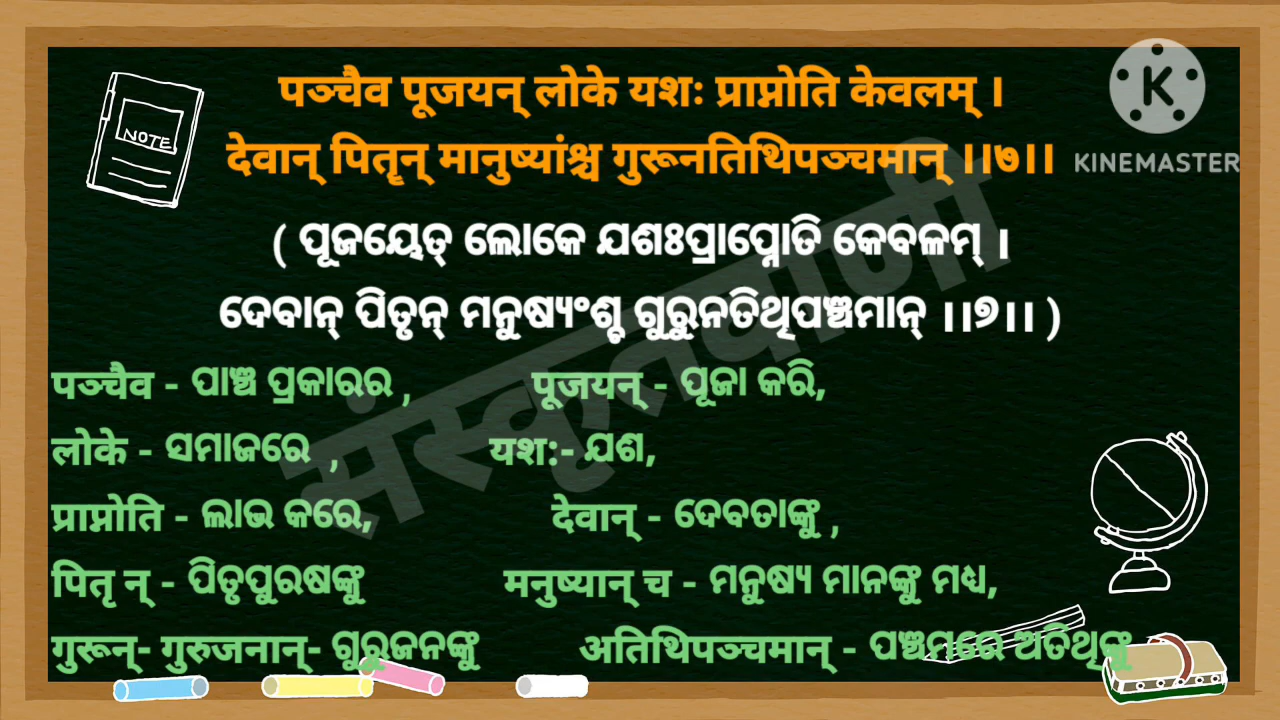 NOTE
पञ्चैव पूजयन् लोके यशः प्राप्नोति केवलम् ।
KINEMASTER
देवान् पितॄन् मानुष्यांश्च गुरूनतिथिपञ्चमान् ।।७।।
( ପୂଜୟେତ୍ ଲୋକେ ଯଶଃପ୍ରାପ୍ନୋତି କେବଳମ୍ ।
ଦେବାନ୍ ପିତୃନ୍ ମନୁଷ୍ୟଂଶ୍ଚ ଗୁରୁନତିଥିପଞ୍ଚମାନ୍ ।।୭।। )
पञ्चैव - ପାଞ୍ଚ ପ୍ରକାରର , पूजयन् - ପୂଜା କରି,
लोके - ସମାଜରେ , यश:- ଯଶ,
प्राप्नोति - ଲାଭ କରେ, देवान् - ଦେବତାଙ୍କୁ ,
पितृ न् - ପିତୃପୁରଷଙ୍କୁ मनुष्यान् च - ମନୁଷ୍ୟ ମାନଙ୍କୁ ମଧ୍ୟ,
गुरून्- गुरुजनान्- ଗୁରୁଜନଙ୍କୁ अतिथिपञ्चमान् - ପଞ୍ଚମରେ ଅତିଥିଙ୍କୁ
संस्कृतवाणी